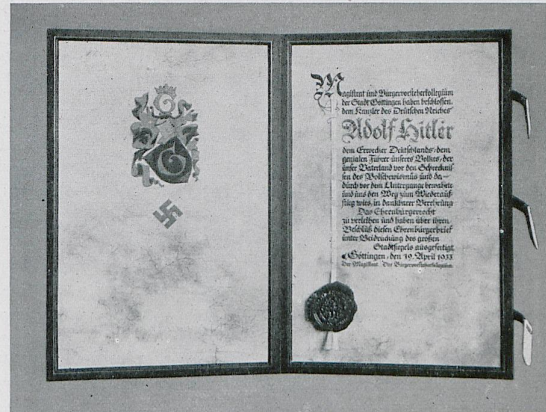 Magistrat und Bürgervorsteherkollegium
der Stadt Göttingen haben beschlossen,
dem Kanzler des Deutschen Reiches
Adolf Hitler
dem Erwecker Deutschlands, dem
genialen Führer unseres Volkes, der
unser Vaterland vor den Schrecknis-
sen des Bolschewismus und da-
durch vor dem Untergange bewahrte
und uns den Weg zum Wiederauf-
stieg wies, in dankbarer Verehrung
Das Ehrenbürgerrecht
zu verleihen und haben über ihren
Beschluß diesen Ehrenbürgerbrief
unter Beidrückung des großen
Stadtsiegels ausgefertigt
Göttingen, den 19. April 1933
Der Magistrat Das Bürgervorsteherkollegium
G